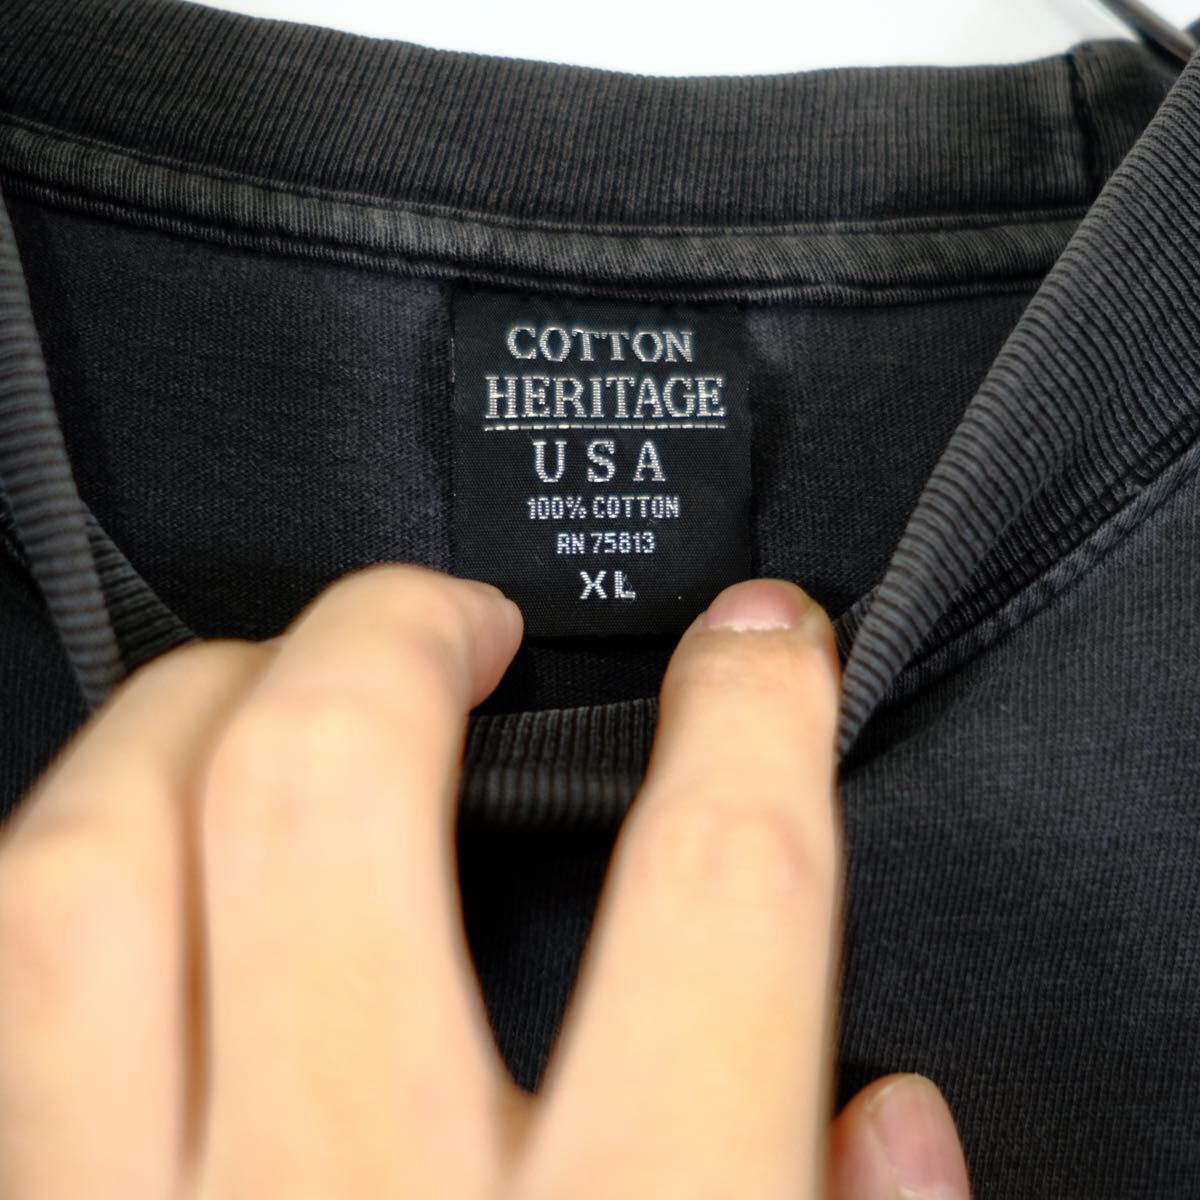 COTTON
HERITAGE
USA
100% COTTON
RN 75813
XL